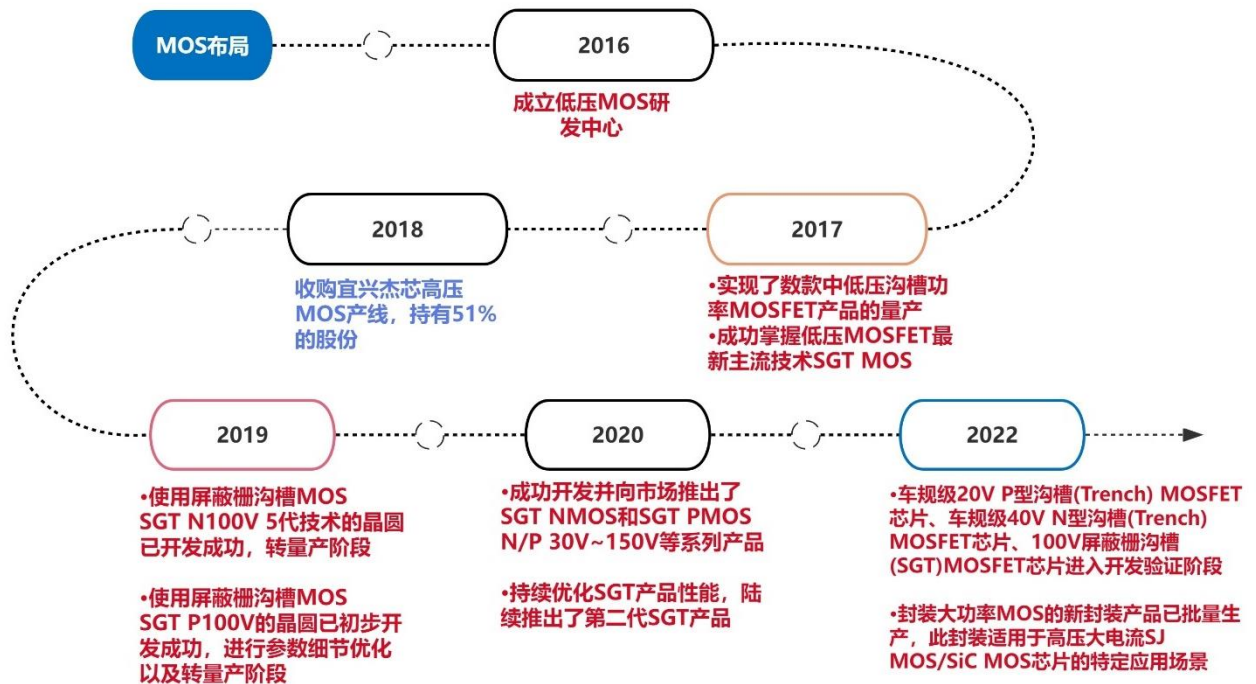 MOS布局
2016
成立低压MOS研
发中心
2017
•实现了数款中低压沟槽功
率MOSFET产品的量产
•成功掌握低压MOSFET最
新主流技术SGT MOS
2018
收购宜兴杰芯高压
MOS产线，持有51%
的股份
2019
•使用屏蔽栅沟槽MOS
SGT N100V 5代技术的晶圆
已开发成功，转量产阶段
•使用屏蔽栅沟槽MOS
SGT P100V的晶圆已初步开
发成功，进行参数细节优化
以及转量产阶段
2020
•成功开发并向市场推出了
SGT NMOS和SGT PMOS
N/P 30V~150V等系列产品
•持续优化SGT产品性能，陆
续推出了第二代SGT产品
2022
•车规级20V P型沟槽(Trench) MOSFET
芯片、车规级40V N型沟槽(Trench)
MOSFET芯片、100V屏蔽栅沟槽
(SGT)MOSFET芯片进入开发验证阶段
•封装大功率MOS的新封装产品已批量生
产，此封装适用于高压大电流SJ
MOS/SiC MOS芯片的特定应用场景